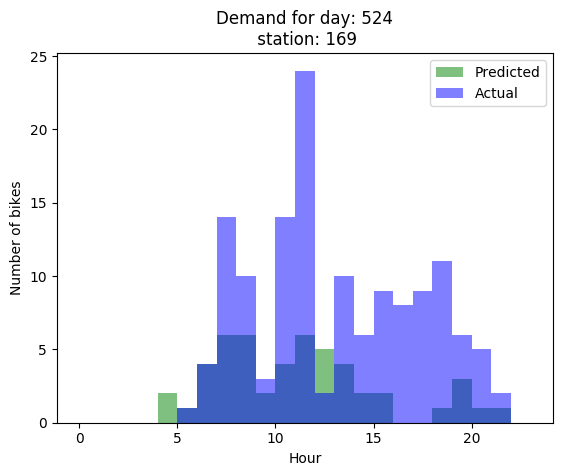 Demand for day: 524
station: 169
Predicted
Actual
Number of bikes
25
20
15
10
5
0
0 5 10 15 20
Hour